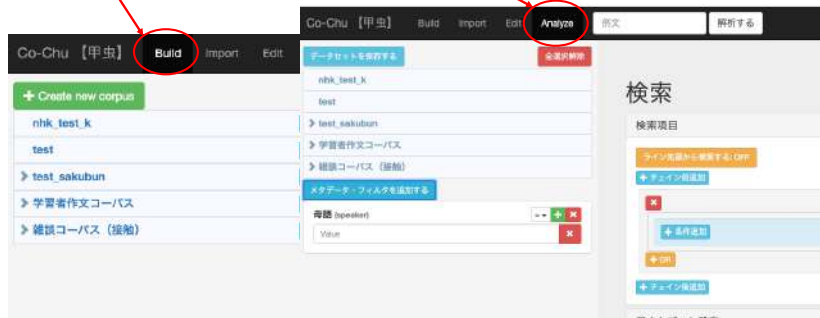 Co-Chu 【甲虫】 Build Import Edit
+ Create new corpus
nhk_test_k
test
test_sakubun
学習者作文コーパス
雑談コーパス（接触）
Co-Chu 【甲虫】 Build Import Edit Analyze 例文 解析する
データセットを保存する 全選択解除
nhk_test_k
test
test_sakubun
学習者作文コーパス
雑談コーパス（接触）
メタデータ・フィルタを追加する
母語 (speaker)
Value
検索
検索項目
ライン先頭から検索する: OFF
+ チェイン前追加
+ 条件追加
+ OR
+ チェイン後追加